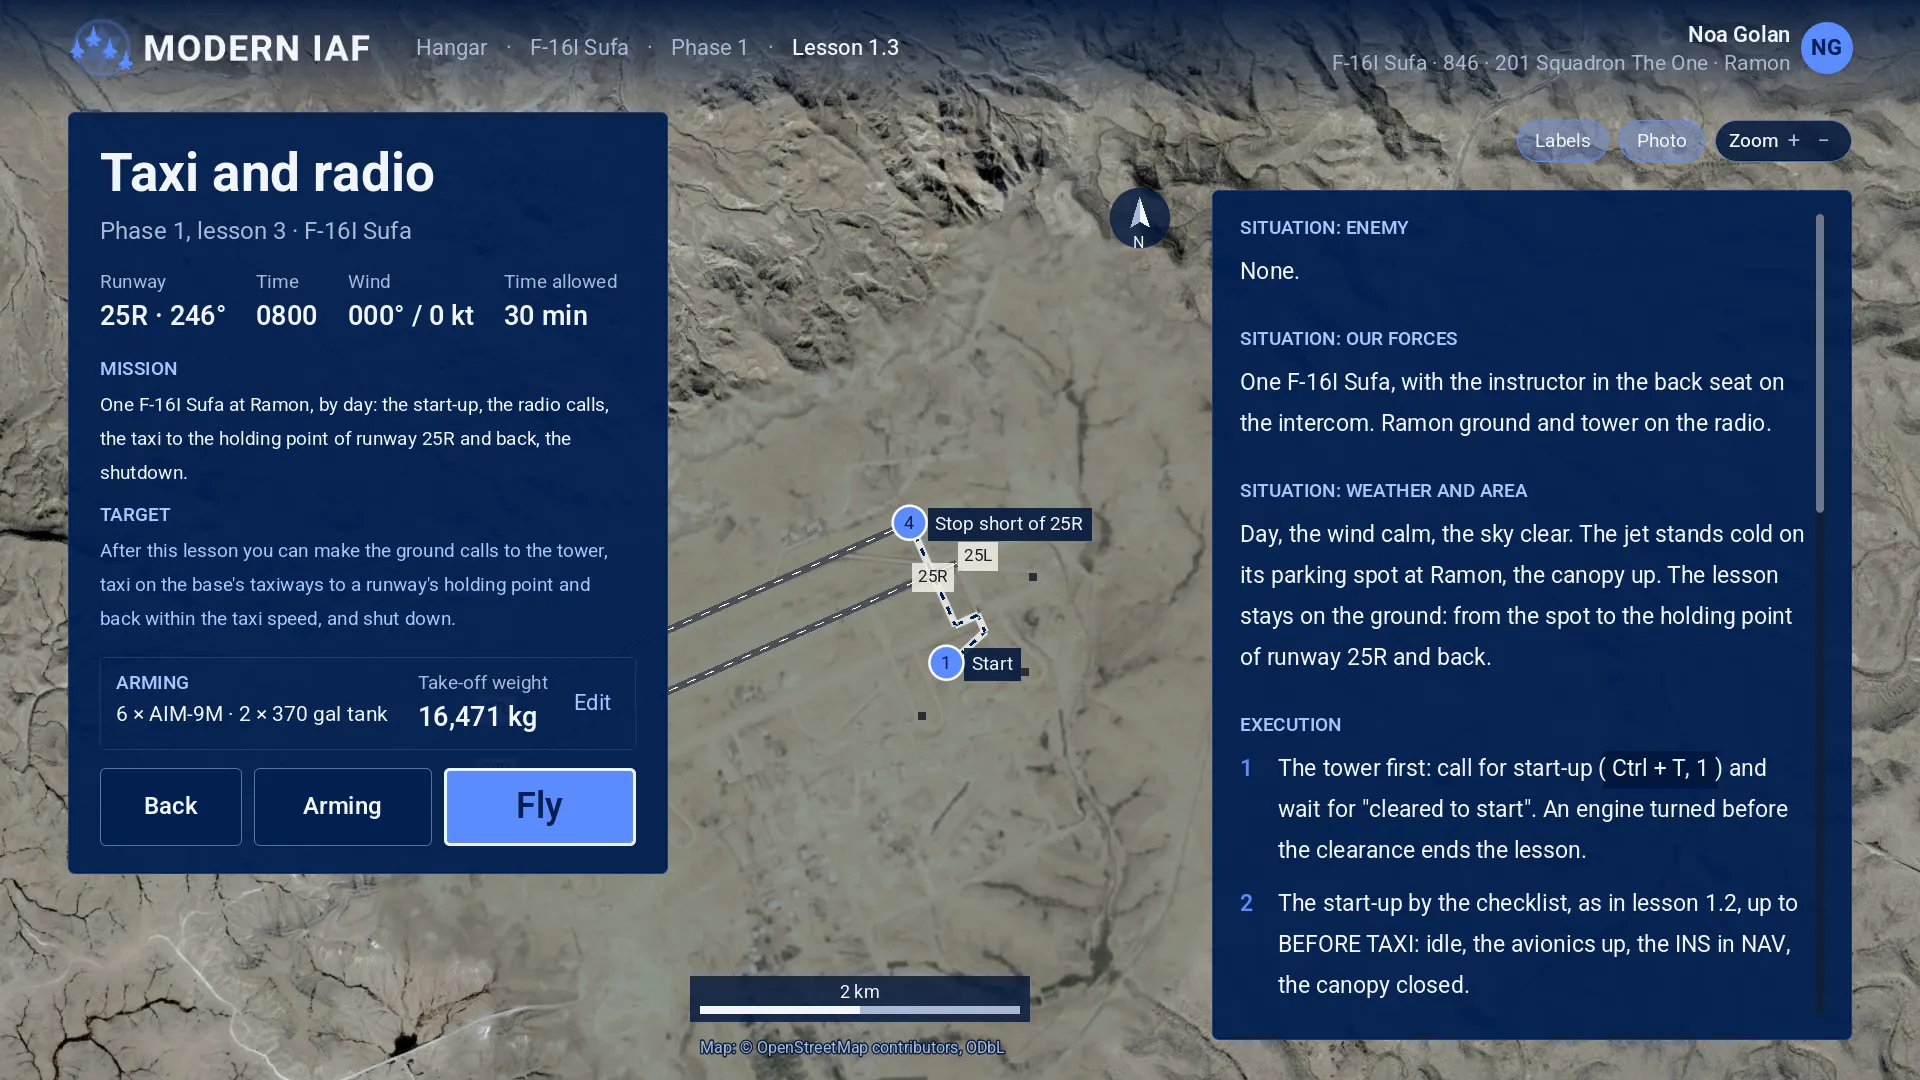 MODERN IAF
Hangar · F-16I Sufa · Phase 1 · Lesson 1.3
Noa Golan
F-16I Sufa · 846 · 201 Squadron The One · Ramon
NG
Labels
Photo
Zoom + −
N
Taxi and radio
Phase 1, lesson 3 · F-16I Sufa
Runway Time Wind Time allowed
25R · 246° 0800 000° / 0 kt 30 min
MISSION
One F-16I Sufa at Ramon, by day: the start-up, the radio calls,
the taxi to the holding point of runway 25R and back, the
shutdown.
TARGET
After this lesson you can make the ground calls to the tower,
taxi on the base's taxiways to a runway's holding point and
back within the taxi speed, and shut down.
ARMING
6 × AIM-9M · 2 × 370 gal tank
Take-off weight
16,471 kg
Edit
Back
Arming
Fly
4 Stop short of 25R
25L
25R
1 Start
2 km
Map: © OpenStreetMap contributors, ODbL
SITUATION: ENEMY
None.
SITUATION: OUR FORCES
One F-16I Sufa, with the instructor in the back seat on
the intercom. Ramon ground and tower on the radio.
SITUATION: WEATHER AND AREA
Day, the wind calm, the sky clear. The jet stands cold on
its parking spot at Ramon, the canopy up. The lesson
stays on the ground: from the spot to the holding point
of runway 25R and back.
EXECUTION
1 The tower first: call for start-up ( Ctrl + T, 1 ) and
wait for "cleared to start". An engine turned before
the clearance ends the lesson.
2 The start-up by the checklist, as in lesson 1.2, up to
BEFORE TAXI: idle, the avionics up, the INS in NAV,
the canopy closed.